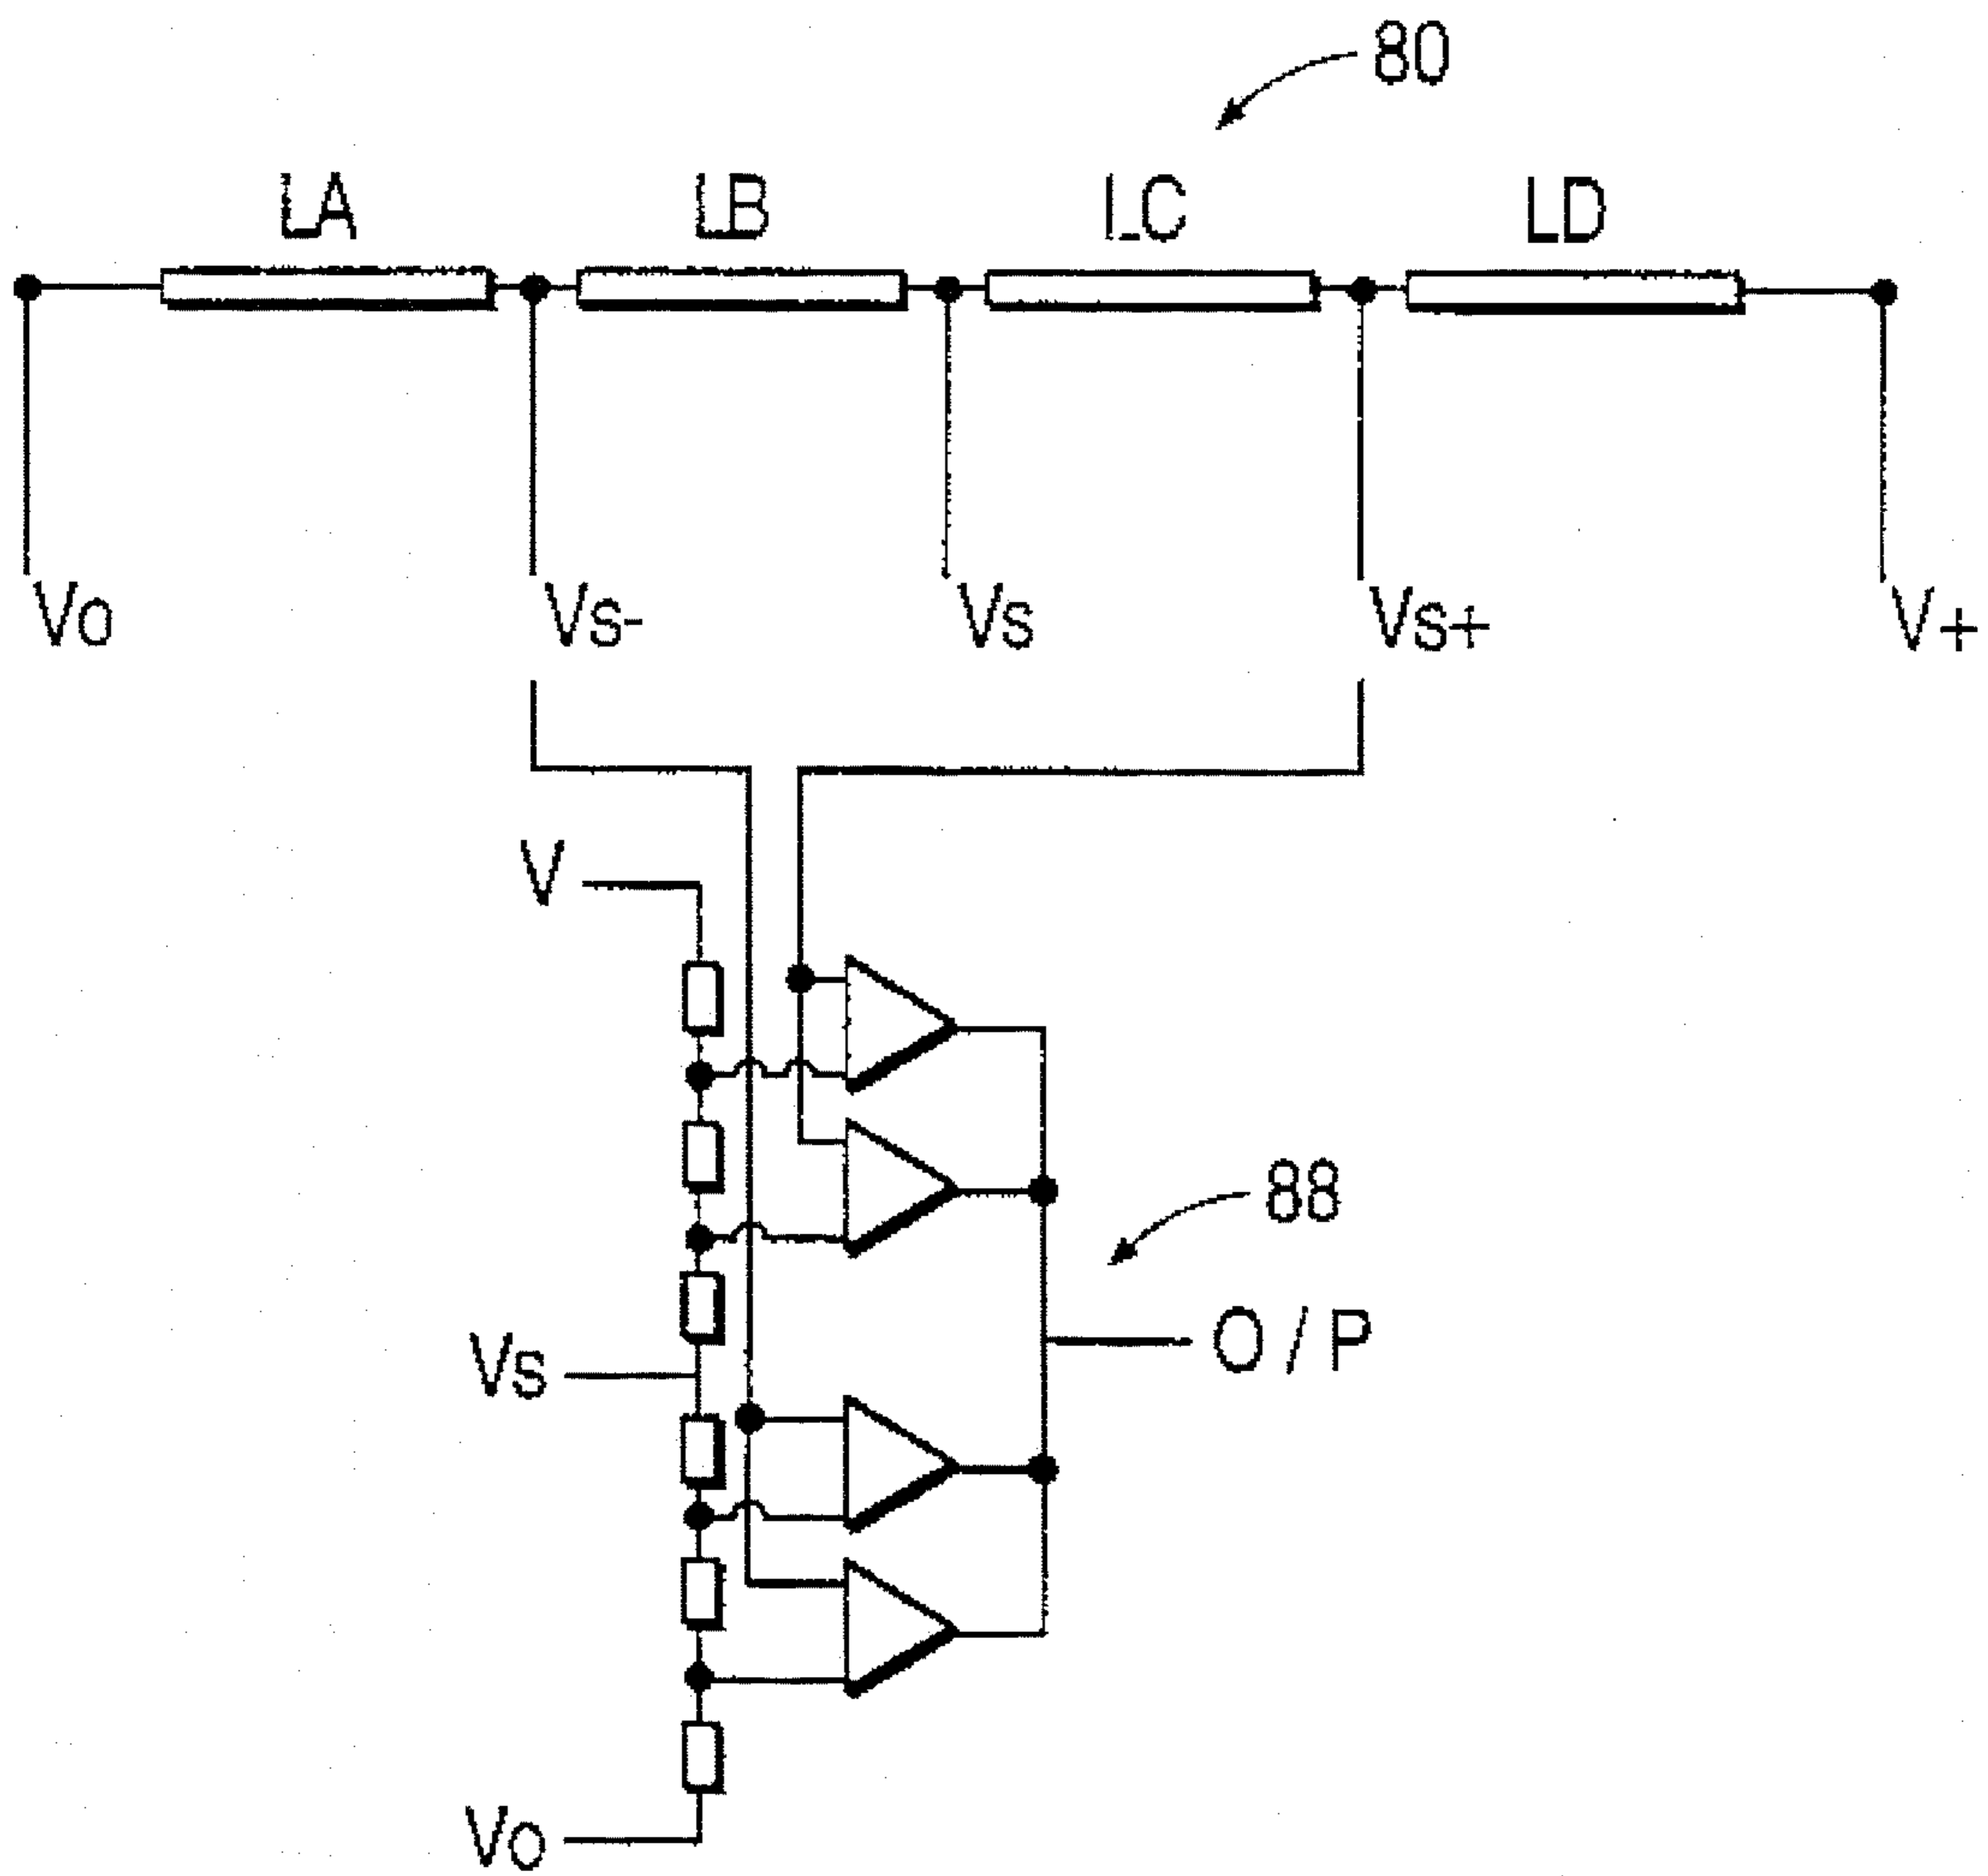 80
LA LB LC LD
Vo Vs- Vs Vs+ V+
V
88
O / P
Vs
Vo